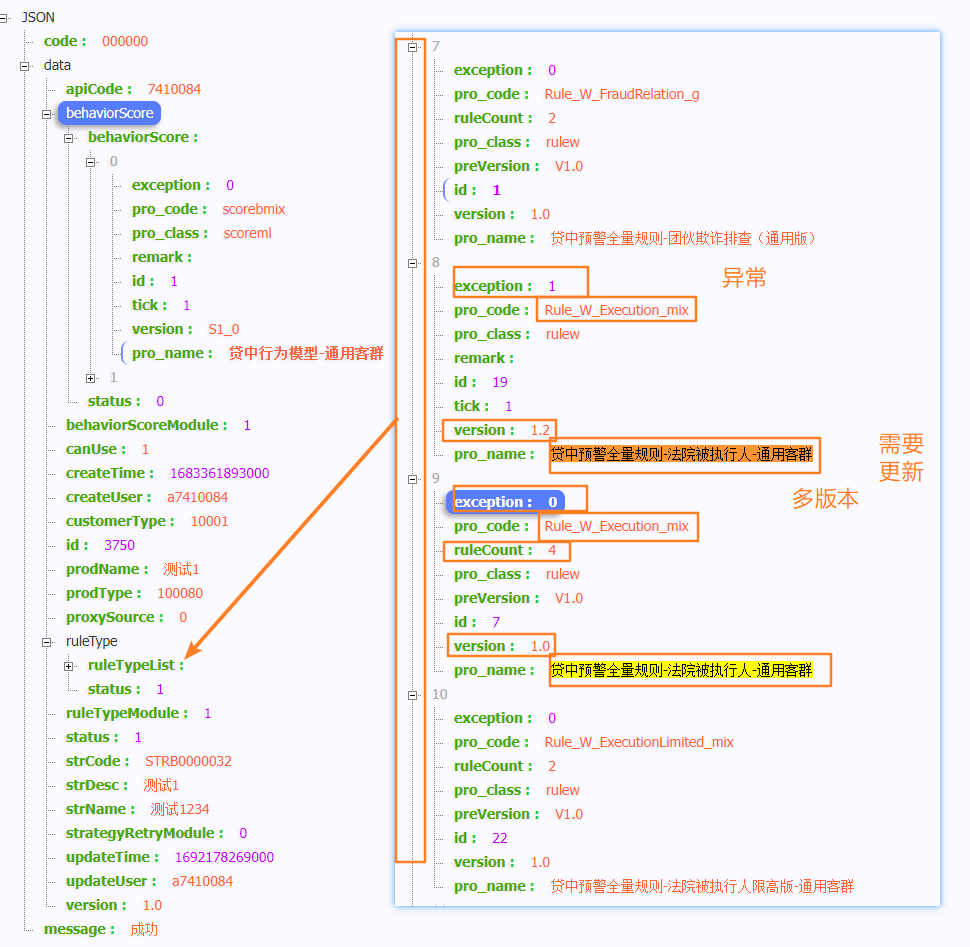 JSON
code : 000000
data
apiCode : 7410084
behaviorScore
behaviorScore :
0
exception : 0
pro_code : scorebmix
pro_class : scoreml
remark :
id : 1
tick : 1
version : S1_0
pro_name : 贷中行为模型-通用客群
1
status : 0
behaviorScoreModule : 1
canUse : 1
createTime : 1683361893000
createUser : a7410084
customerType : 10001
id : 3750
prodName : 测试1
prodType : 100080
proxySource : 0
ruleType
ruleTypeList :
status : 1
ruleTypeModule : 1
status : 1
strCode : STRB0000032
strDesc : 测试1
strName : 测试1234
strategyRetryModule : 0
updateTime : 1692178269000
updateUser : a7410084
version : 1.0
message : 成功
7
exception : 0
pro_code : Rule_W_FraudRelation_g
ruleCount : 2
pro_class : rulew
preVersion : V1.0
id : 1
version : 1.0
pro_name : 贷中预警全量规则-团伙欺诈排查（通用版）
8
异常
exception : 1
pro_code : Rule_W_Execution_mix
pro_class : rulew
remark :
id : 19
tick : 1
version : 1.2
pro_name : 贷中预警全量规则-法院被执行人-通用客群
需要
更新
9
多版本
exception : 0
pro_code : Rule_W_Execution_mix
ruleCount : 4
pro_class : rulew
preVersion : V1.0
id : 7
version : 1.0
pro_name : 贷中预警全量规则-法院被执行人-通用客群
10
exception : 0
pro_code : Rule_W_ExecutionLimited_mix
ruleCount : 2
pro_class : rulew
preVersion : V1.0
id : 22
version : 1.0
pro_name : 贷中预警全量规则-法院被执行人限高版-通用客群